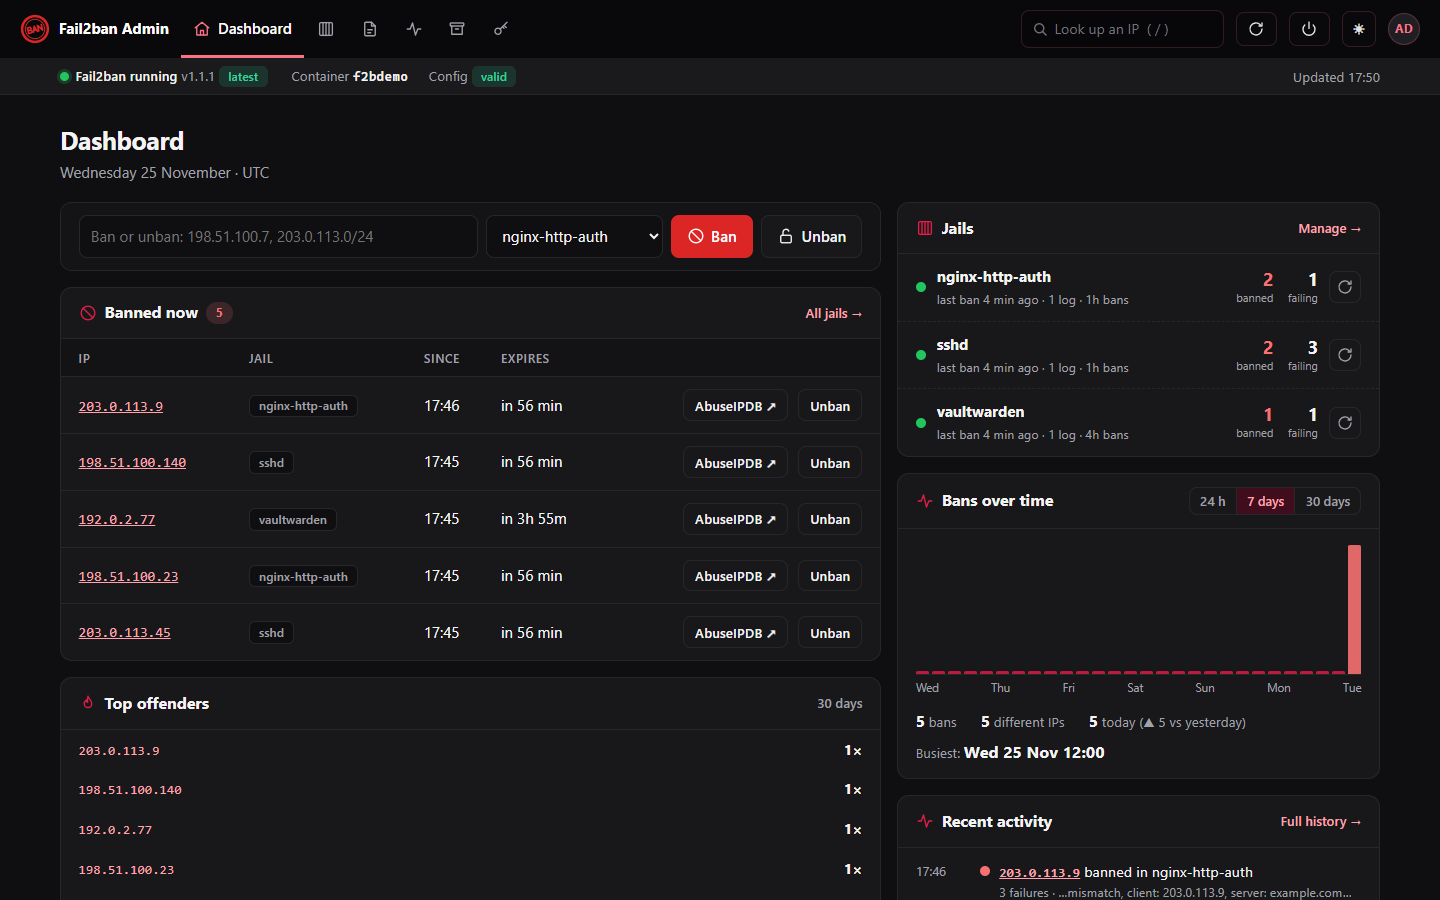 BAN
Fail2ban Admin
Dashboard
Look up an IP ( / )
AD
Fail2ban running v1.1.1 latest
Container f2bdemo
Config valid
Updated 17:50
Dashboard
Wednesday 25 November · UTC
Ban or unban: 198.51.100.7, 203.0.113.0/24
nginx-http-auth
Ban
Unban
Banned now 5
All jails →
IP JAIL SINCE EXPIRES
203.0.113.9 nginx-http-auth 17:46 in 56 min AbuseIPDB ↗ Unban
198.51.100.140 sshd 17:45 in 56 min AbuseIPDB ↗ Unban
192.0.2.77 vaultwarden 17:45 in 3h 55m AbuseIPDB ↗ Unban
198.51.100.23 nginx-http-auth 17:45 in 56 min AbuseIPDB ↗ Unban
203.0.113.45 sshd 17:45 in 56 min AbuseIPDB ↗ Unban
Top offenders
30 days
203.0.113.9 1×
198.51.100.140 1×
192.0.2.77 1×
198.51.100.23 1×
Jails
Manage →
nginx-http-auth
last ban 4 min ago · 1 log · 1h bans
2 banned
1 failing
sshd
last ban 4 min ago · 1 log · 1h bans
2 banned
3 failing
vaultwarden
last ban 4 min ago · 1 log · 4h bans
1 banned
1 failing
Bans over time
24 h 7 days 30 days
Wed Thu Fri Sat Sun Mon Tue
5 bans 5 different IPs 5 today (▲ 5 vs yesterday)
Busiest: Wed 25 Nov 12:00
Recent activity
Full history →
17:46 203.0.113.9 banned in nginx-http-auth
3 failures · ...mismatch, client: 203.0.113.9, server: example.com...